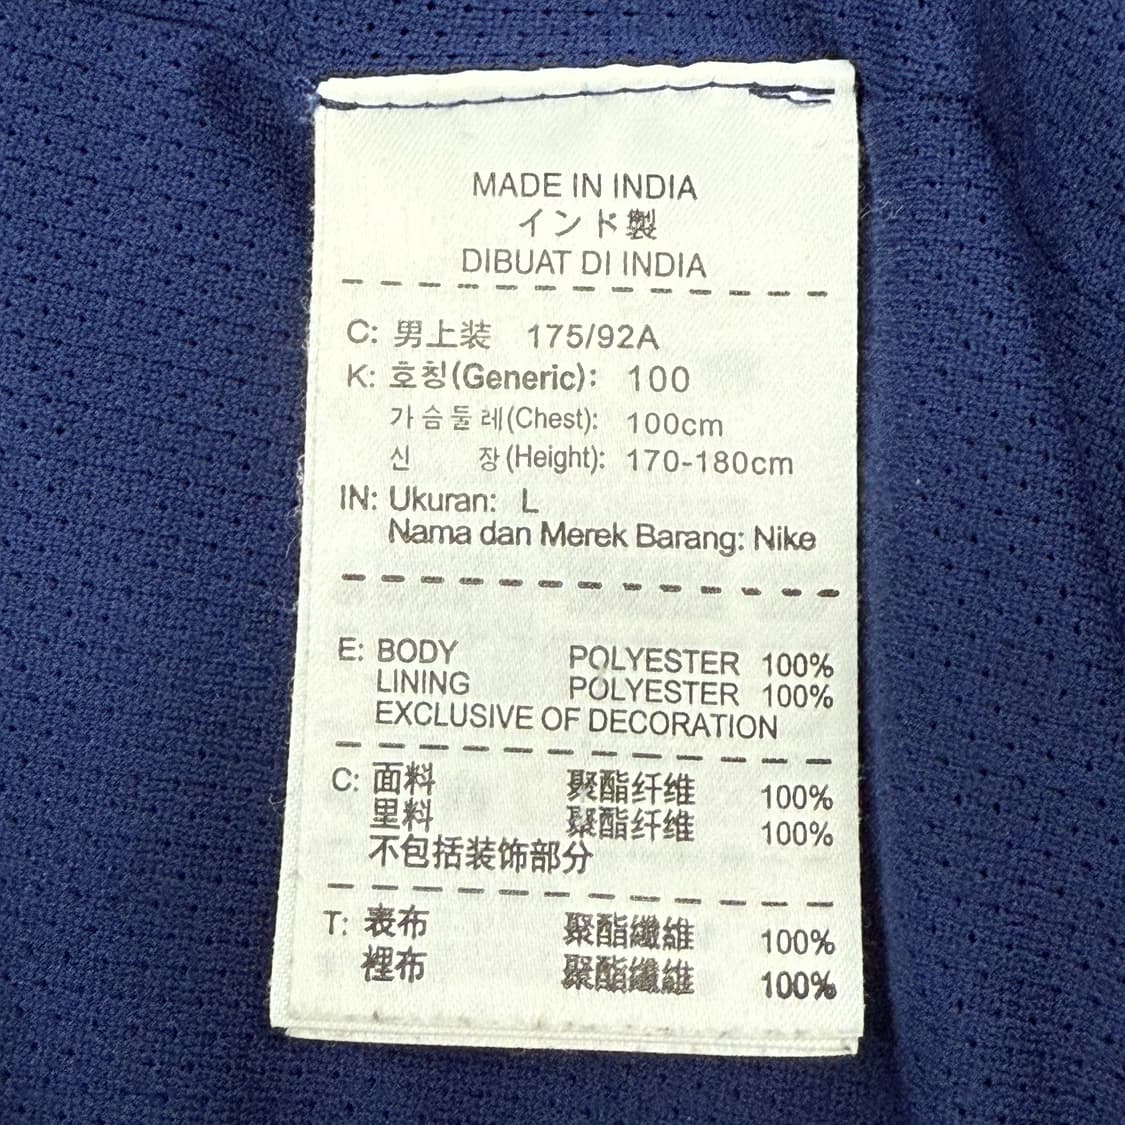 MADE IN INDIA
インド製
DIBUAT DI INDIA
C: 男上装 175/92A
K: 호칭(Generic): 100
가슴둘레(Chest): 100cm
신 장(Height): 170-180cm
IN: Ukuran: L
Nama dan Merek Barang: Nike
E: BODY POLYESTER 100%
LINING POLYESTER 100%
EXCLUSIVE OF DECORATION
C: 面料 聚酯纤维 100%
里料 聚酯纤维 100%
不包括装饰部分
T: 表布 聚酯纖維 100%
裡布 聚酯纖維 100%